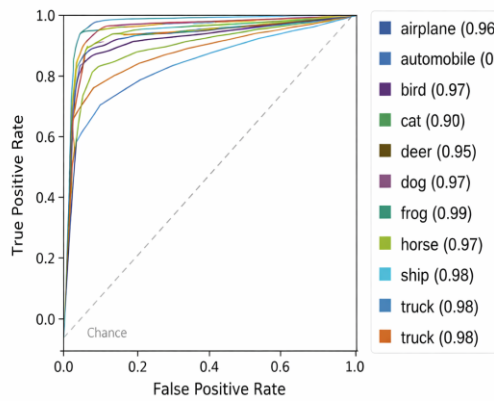 1.0
0.8
0.6
0.4
0.2
0.0
True Positive Rate
Chance
0.0
0.2
0.4
0.6
1.0
False Positive Rate
airplane (0.96
automobile (0
bird (0.97)
cat (0.90)
deer (0.95)
dog (0.97)
frog (0.99)
horse (0.97)
ship (0.98)
truck (0.98)
truck (0.98)